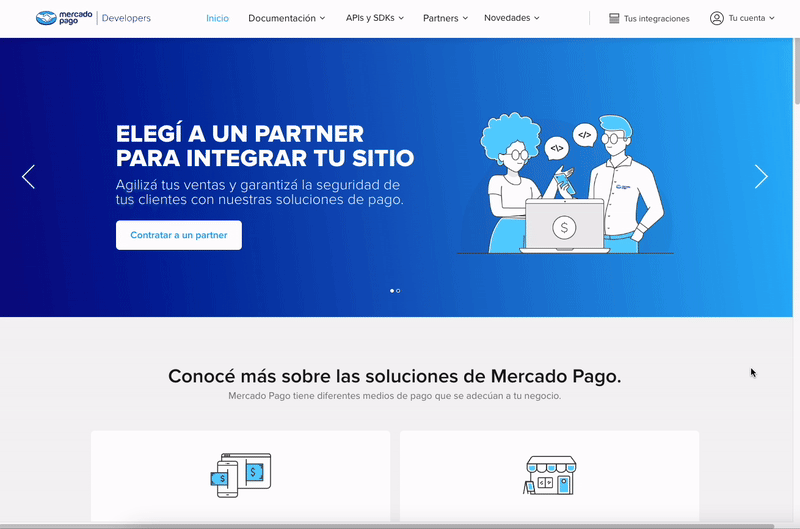 mercado
pago
Developers
Inicio
Documentación
APIs y SDKs
Partners
Novedades
Tus integraciones
Tu cuenta
ELEGÍ A UN PARTNER
PARA INTEGRAR TU SITIO
Agilizá tus ventas y garantizá la seguridad de
tus clientes con nuestras soluciones de pago.
Contratar a un partner
</>
</>
$
Conocé más sobre las soluciones de Mercado Pago.
Mercado Pago tiene diferentes medios de pago que se adecúan a tu negocio.
$
$